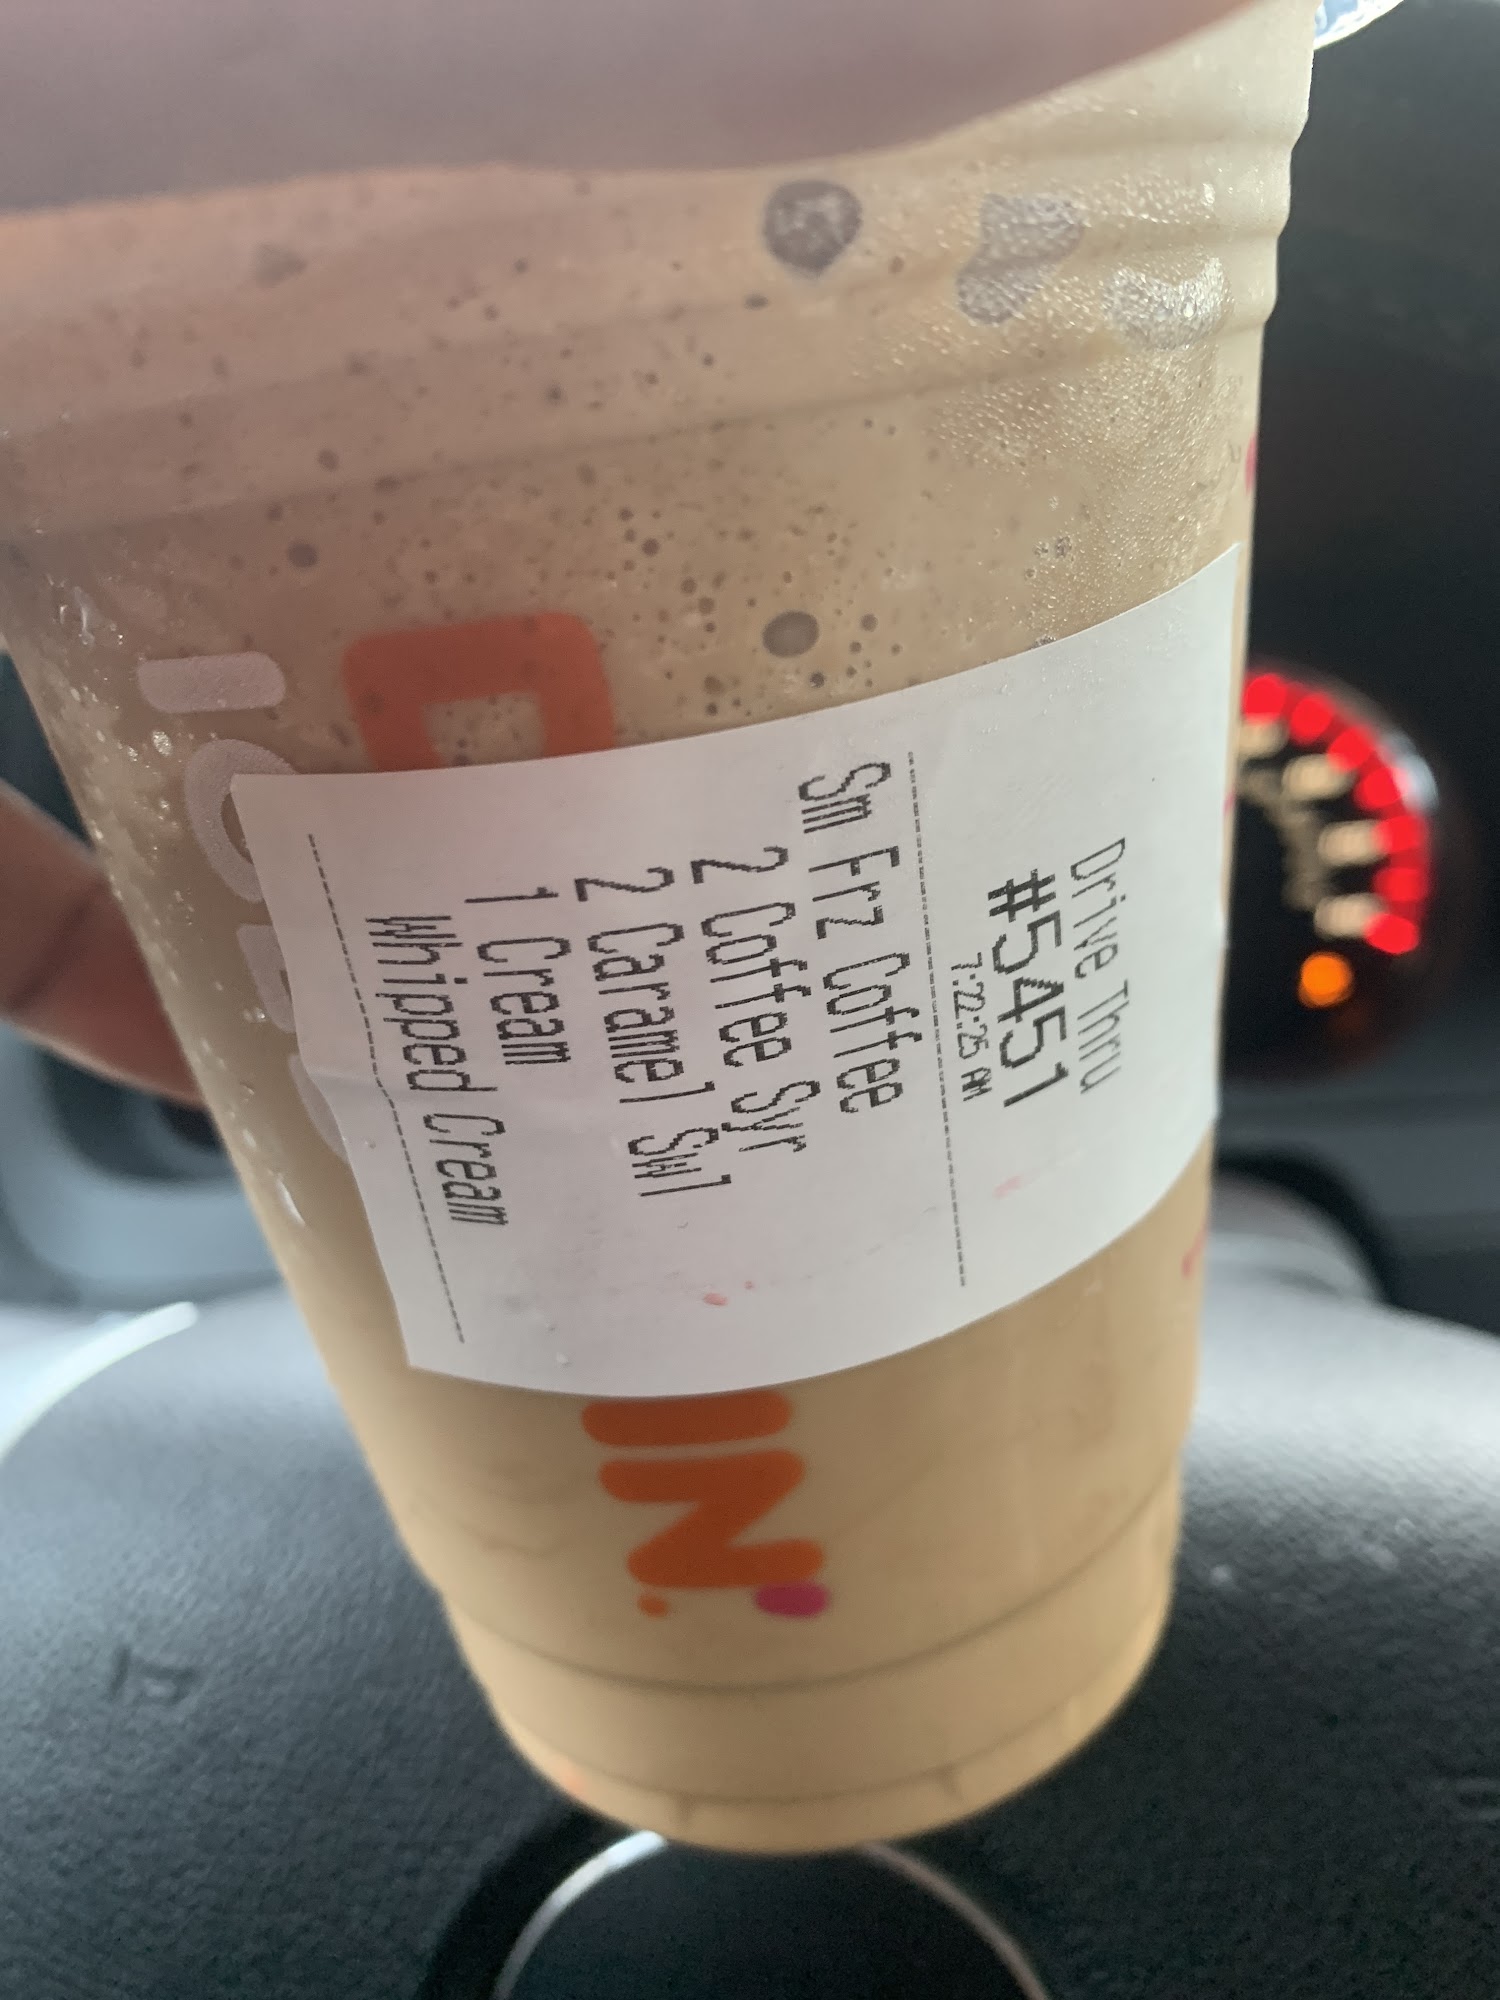 Drive Thru
#5451
7:22:25 AM
Sm Frz Coffee
2 Coffee Syr
2 Caramel Swl
1 Cream
Whipped Cream
IN'